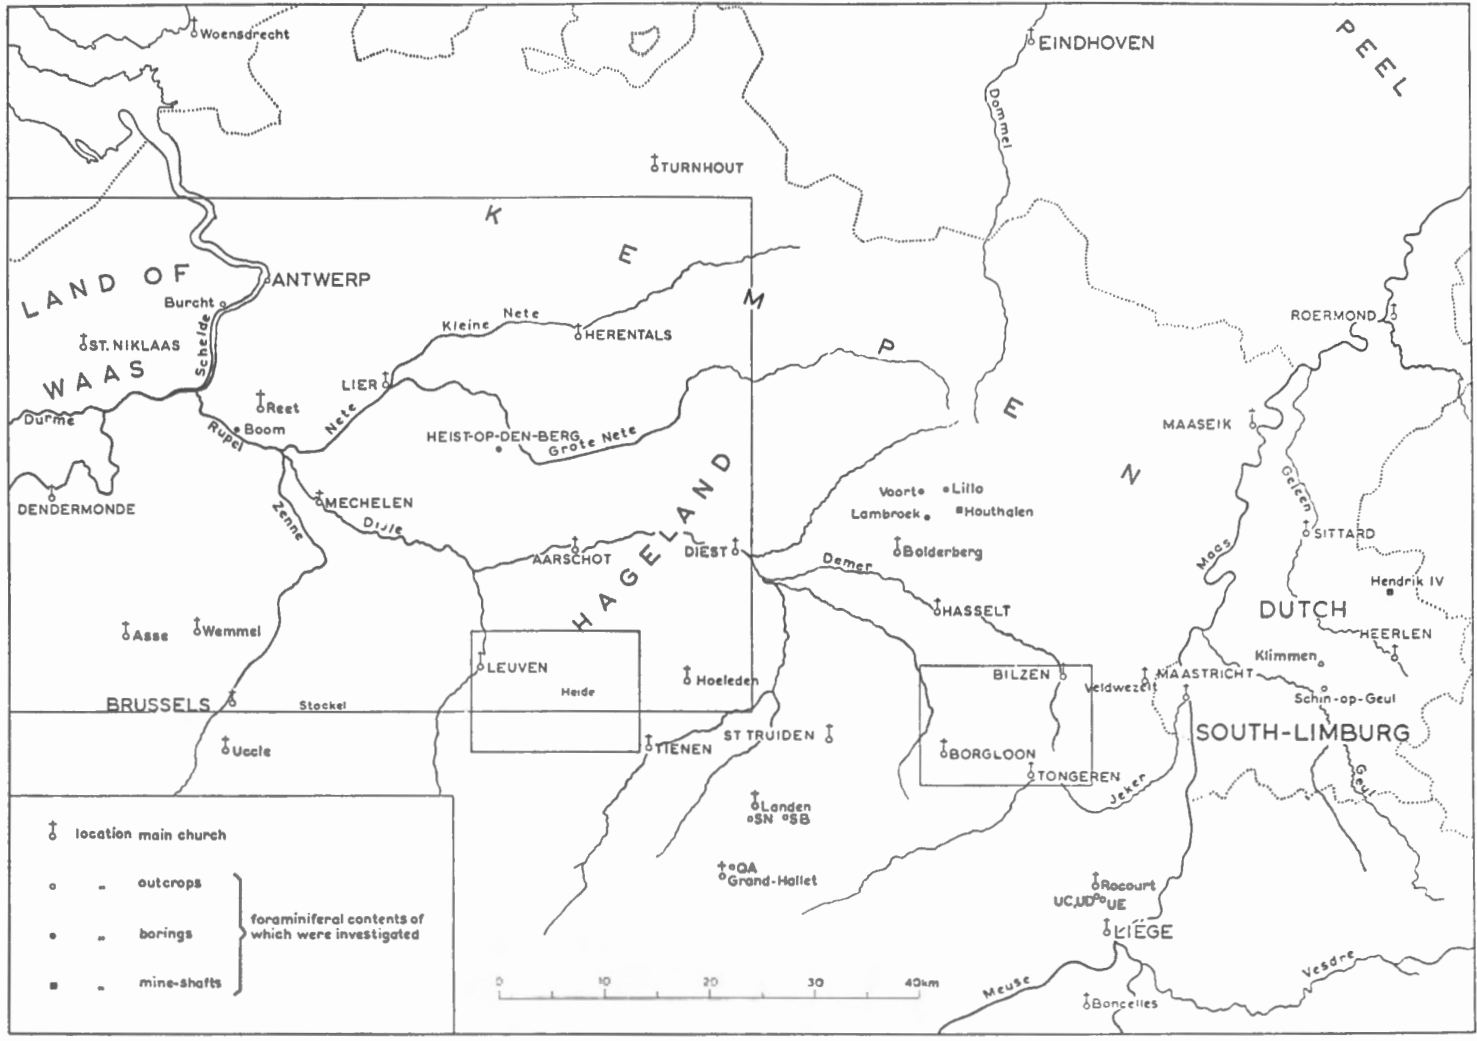 Woensdrecht
EINDHOVEN
PEEL
Dommel
TURNHOUT
KEMPEN
LAND OF
WAAS
ANTWERP
Burcht
Schelde
ST. NIKLAAS
Kleine Nete
HERENTALS
ROERMOND
LIER
Nete
Reet
Boom
Durme
Rupel
HEIST-OP-DEN-BERG
Grote Nete
MAASEIK
Geleen
DENDERMONDE
MECHELEN
Zenne
Dijle
HAGELAND
Voort
Lillo
Lambroek
Houthalen
AARSCHOT
DIEST
Bolderberg
Demer
Maas
SITTARD
Hendrik IV
HASSELT
DUTCH
HEERLEN
Asse
Wemmel
LEUVEN
Heide
Hoeleden
BILZEN
Veldwezelt
MAASTRICHT
Klimmen
Schin-op-Geul
BRUSSELS
Stockel
Uccle
TIENEN
ST TRUIDEN
BORGLOON
TONGEREN
Jeker
SOUTH-LIMBURG
Geul
Landen
SN SB
QA
Grand-Hallet
Rocourt
UC,UD UE
LIEGE
Meuse
Vesdre
Boncelles
location main church
„ outcrops
„ borings
„ mine-shafts
foraminiferal contents of
which were investigated
0 10 20 30 40km